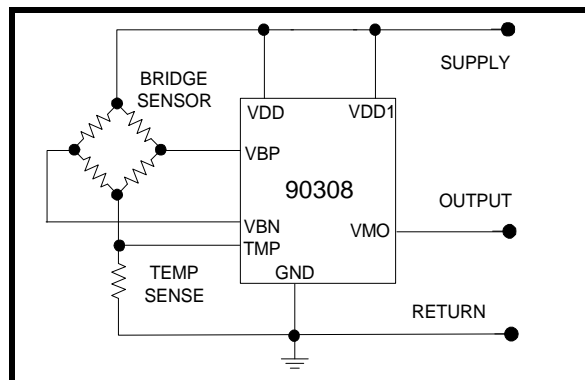 SUPPLY
BRIDGE
SENSOR
VDD
VDD1
VBP
90308
OUTPUT
VBN
VMO
TMP
TEMP
SENSE
GND
RETURN